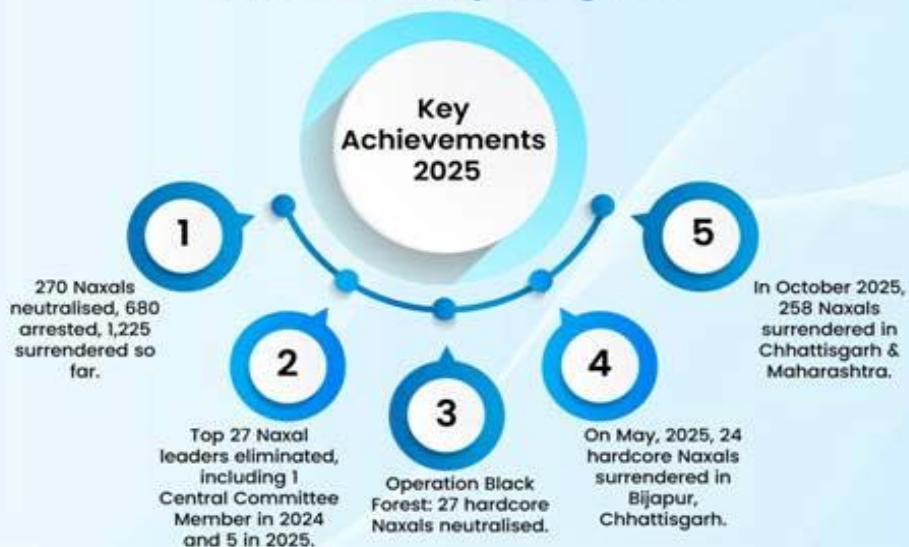 Key
Achievements
2025
1
270 Naxals
neutralised, 680
arrested, 1,225
surrendered so
far.
2
Top 27 Naxal
leaders eliminated,
including 1
Central Committee
Member in 2024
and 5 in 2025.
3
Operation Black
Forest: 27 hardcore
Naxals neutralised.
4
On May, 2025, 24
hardcore Naxals
surrendered in
Bijapur,
Chhattisgarh.
5
In October 2025,
258 Naxals
surrendered in
Chhattisgarh &
Maharashtra.